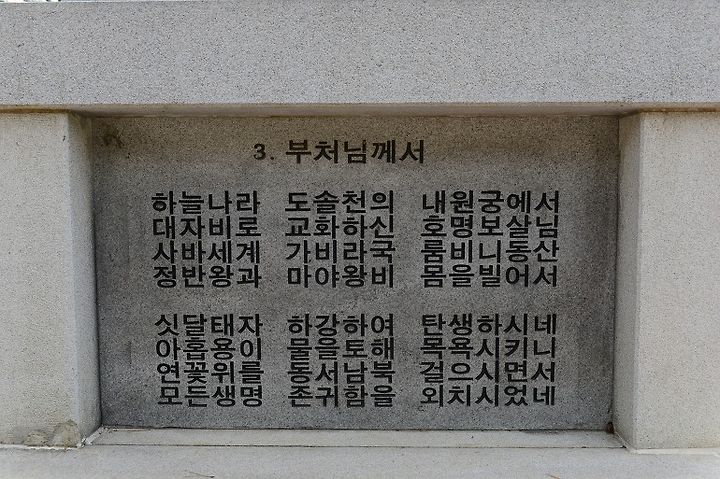 3. 부처님께서
하늘나라 도솔천의 내원궁에서
대자비로 교화하신 호명보살님
사바세계 가비라국 룸비니동산
정반왕과 마야왕비 몸을빌어서
싯달태자 하강하여 탄생하시네
아홉용이 물을토해 목욕시키니
연꽃위를 동서남북 걸으시면서
모든생명 존귀함을 외치시었네